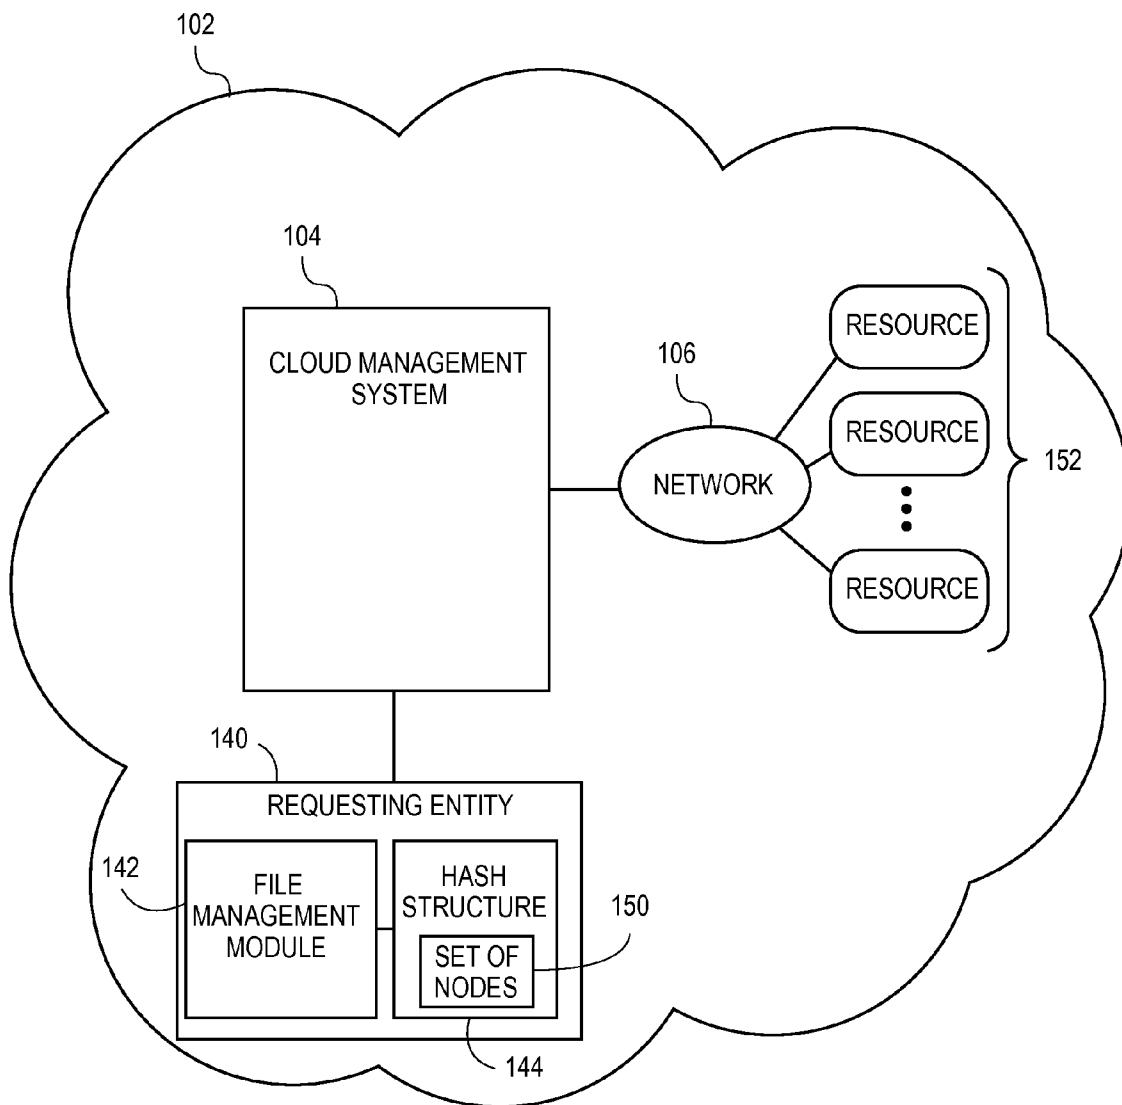 102
104
CLOUD MANAGEMENT
SYSTEM
106
NETWORK
RESOURCE
RESOURCE
RESOURCE
152
140
REQUESTING ENTITY
142
FILE
MANAGEMENT
MODULE
HASH
STRUCTURE
150
SET OF
NODES
144